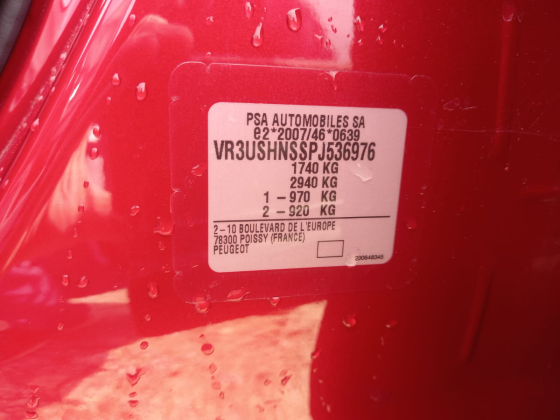 PSA AUTOMOBILES SA
e2*2007/46*0639
VR3USHNSSPJ536976
1740 KG
2940 KG
1 – 970 KG
2 – 920 KG
2–10 BOULEVARD DE L'EUROPE
78300 POISSY (FRANCE)
PEUGEOT